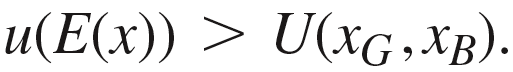 u(E(x)) > U(x_G, x_B).